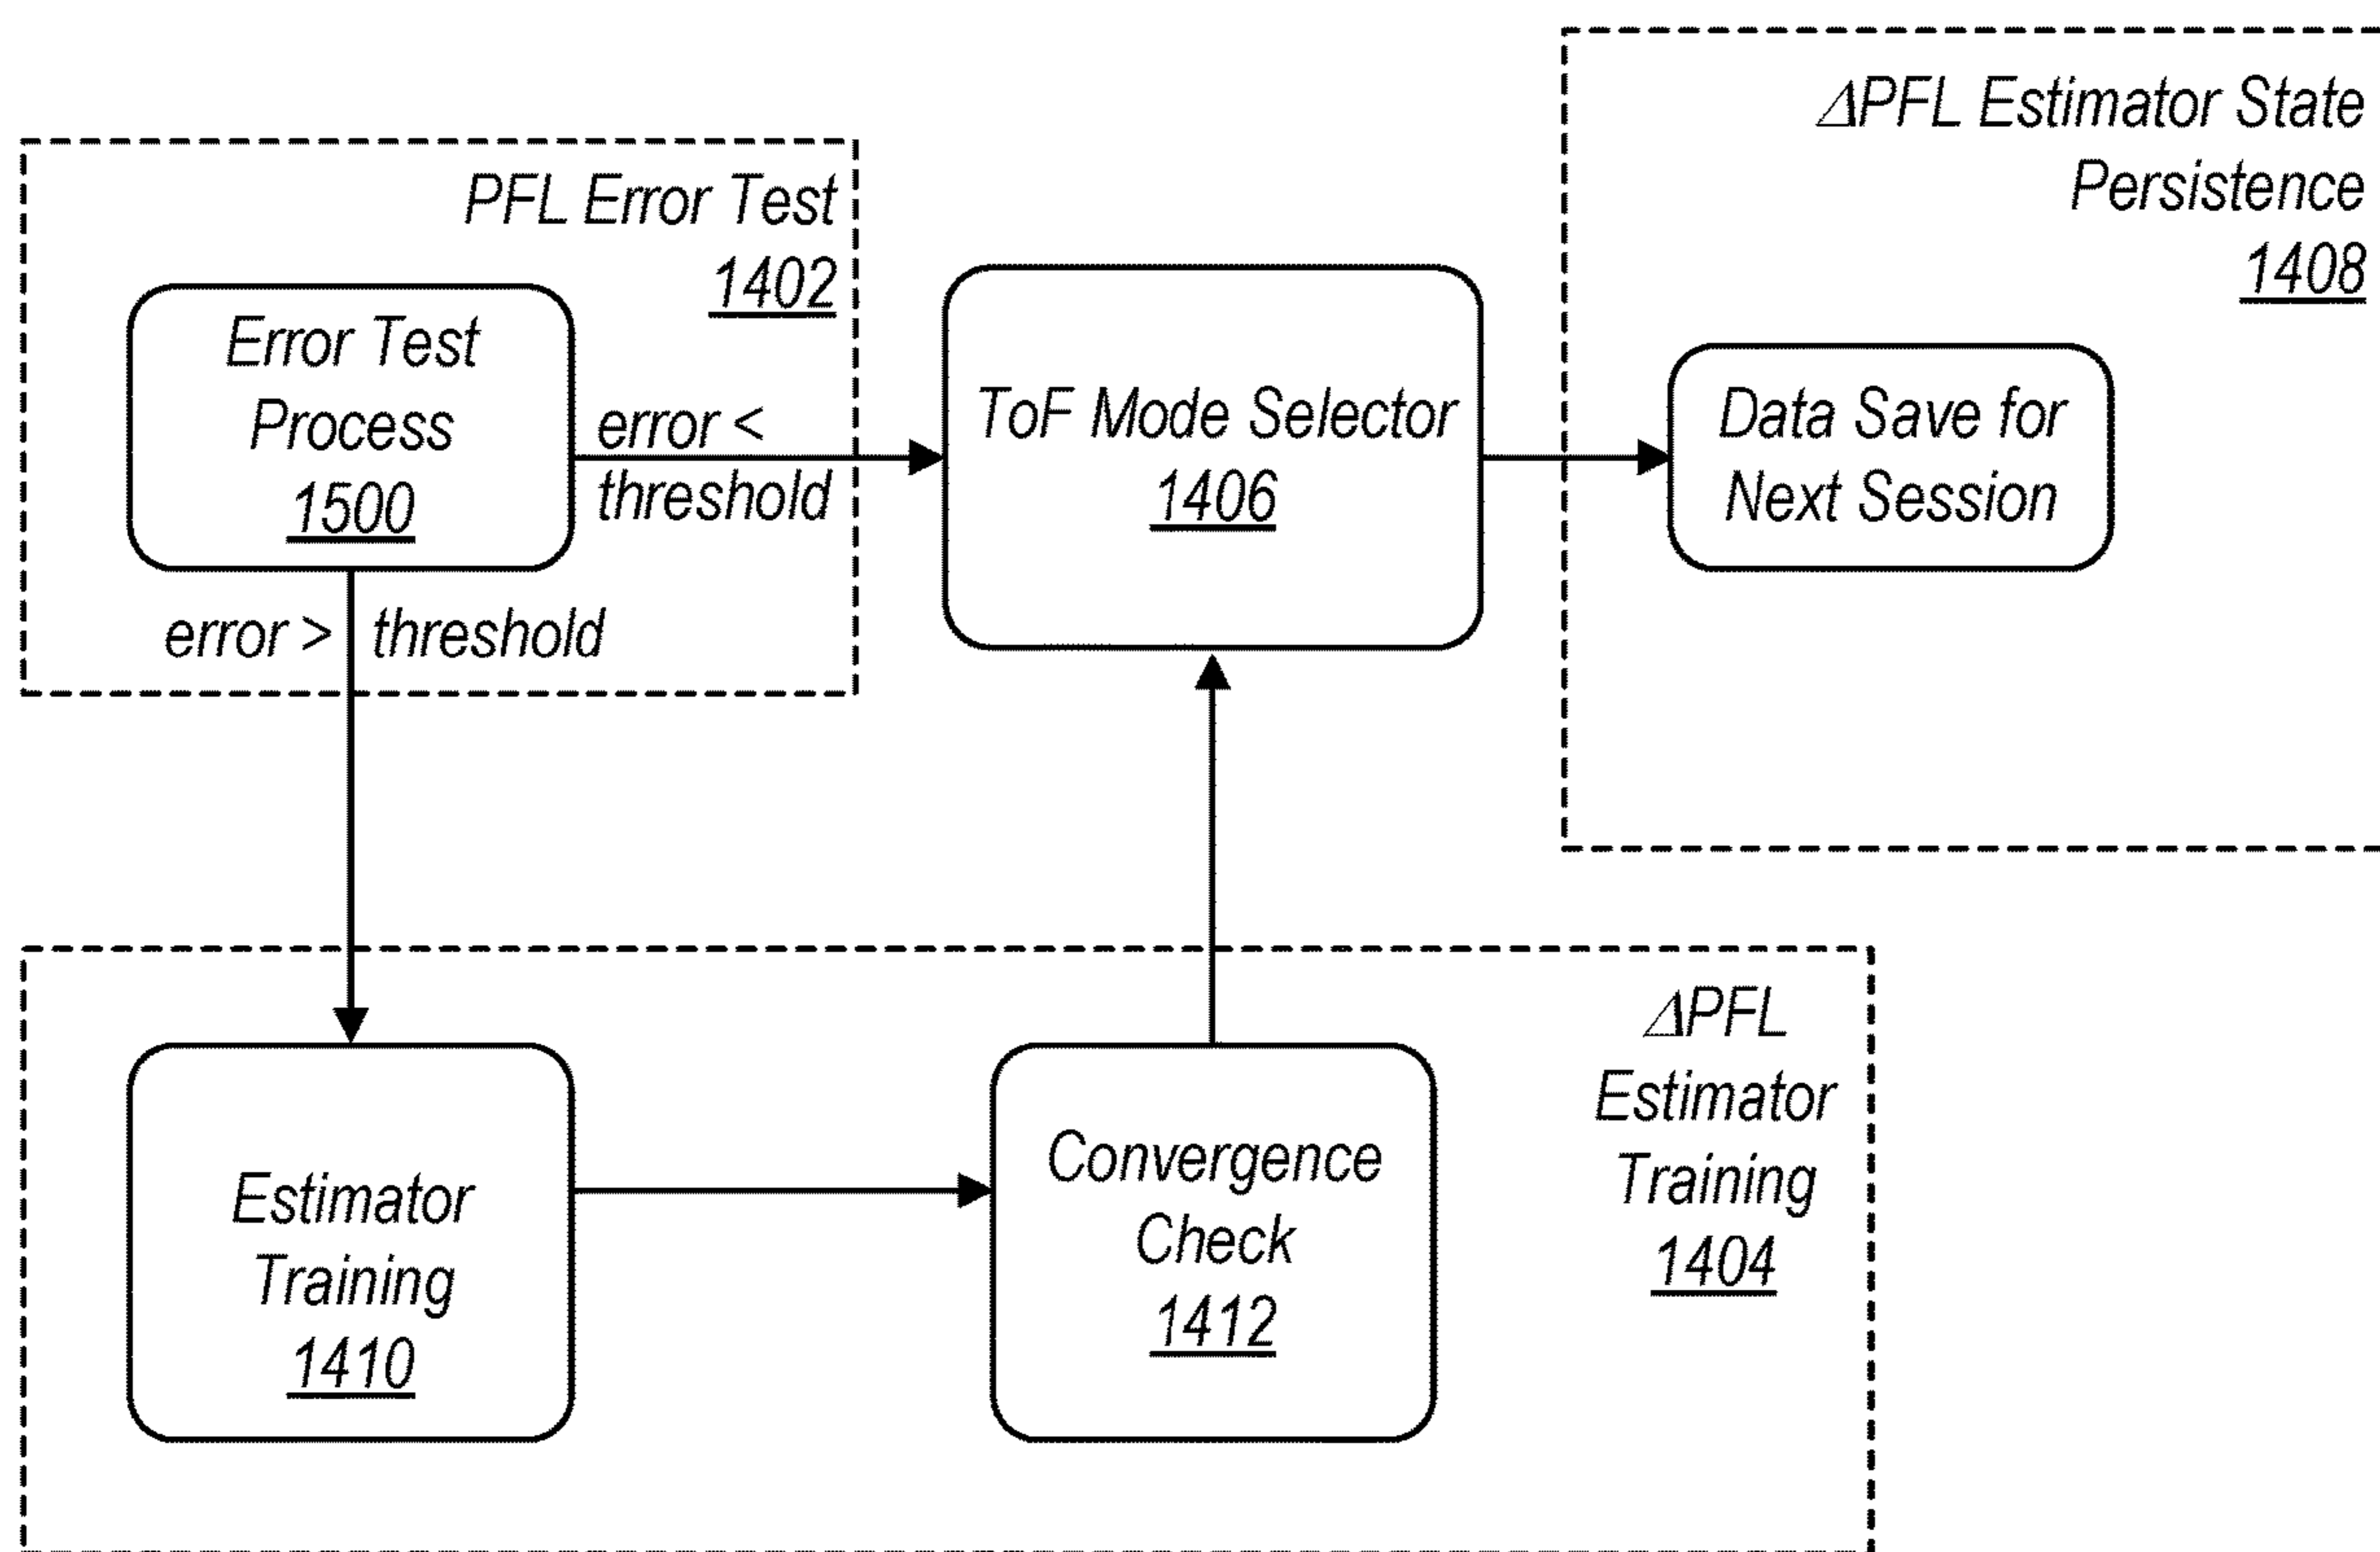 PFL Error Test
1402
Error Test
Process
1500
error <
threshold
error > threshold
ToF Mode Selector
1406
ΔPFL Estimator State
Persistence
1408
Data Save for
Next Session
Estimator
Training
1410
Convergence
Check
1412
ΔPFL
Estimator
Training
1404